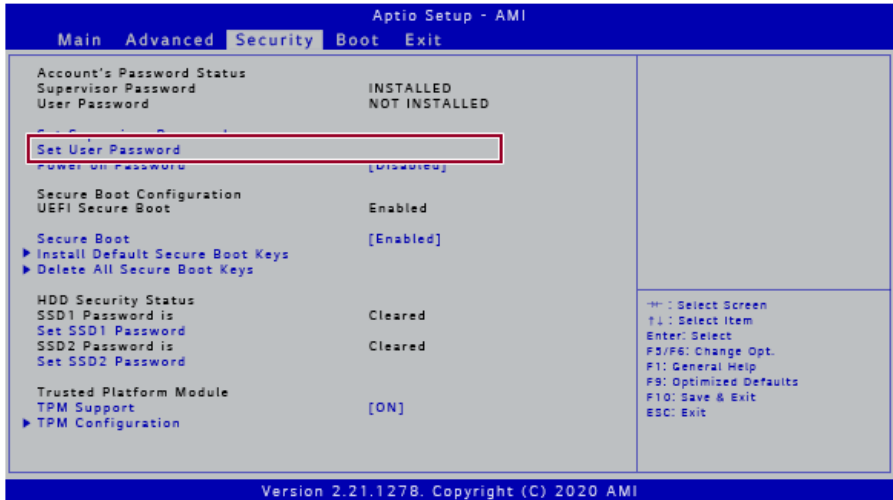 Aptio Setup - AMI
Main Advanced Security Boot Exit
Account's Password Status
Supervisor Password INSTALLED
User Password NOT INSTALLED
Set User Password
Power on Password [Disabled]
Secure Boot Configuration
UEFI Secure Boot Enabled
Secure Boot [Enabled]
Install Default Secure Boot Keys
Delete All Secure Boot Keys
HDD Security Status
SSD1 Password is Cleared
Set SSD1 Password
SSD2 Password is Cleared
Set SSD2 Password
Trusted Platform Module
TPM Support [ON]
TPM Configuration
→←: Select Screen
↑↓: Select Item
Enter: Select
F5/F6: Change Opt.
F1: General Help
F9: Optimized Defaults
F10: Save & Exit
ESC: Exit
Version 2.21.1278. Copyright (C) 2020 AMI